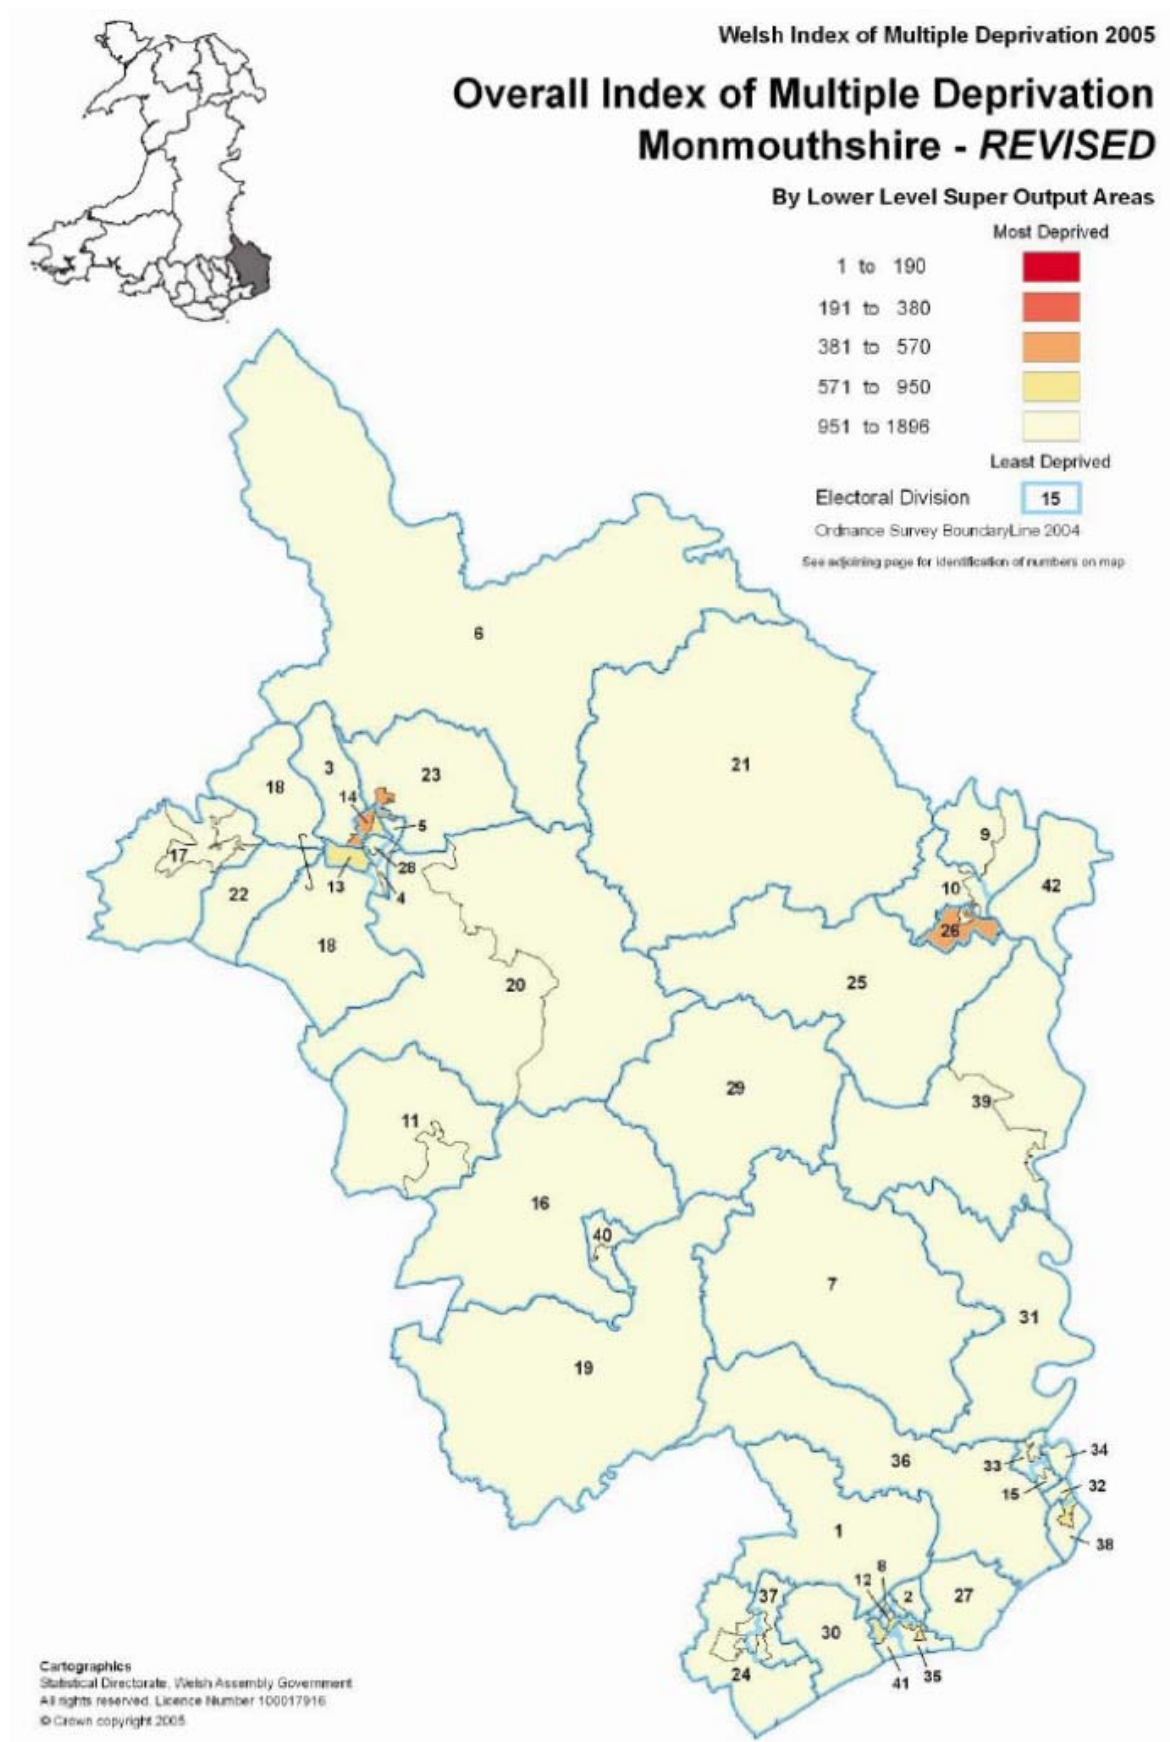 Welsh Index of Multiple Deprivation 2005
Overall Index of Multiple Deprivation
Monmouthshire - REVISED
By Lower Level Super Output Areas
Most Deprived
1 to 190
191 to 380
381 to 570
571 to 950
951 to 1896
Least Deprived
Electoral Division 15
Ordnance Survey BoundaryLine 2004
See adjoining page for identification of numbers on map
6
21
3
23
18
14
5
9
17
28
10
42
13
22
4
26
18
25
20
29
39
11
16
40
7
31
19
34
36
33
32
15
1
38
8
12
37
2
27
30
24
35
41
Cartographics
Statistical Directorate, Welsh Assembly Government
All rights reserved. Licence Number 100017916
© Crown copyright 2005